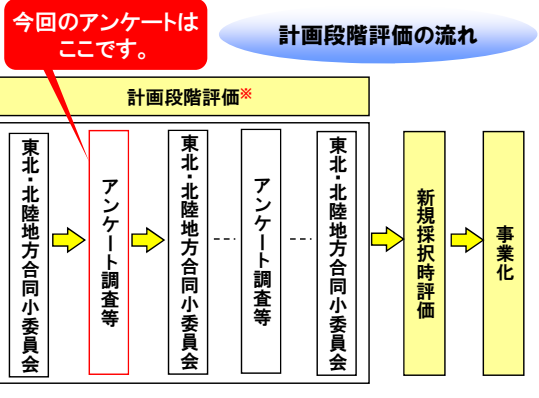 今回のアンケートは
ここです。
計画段階評価の流れ
計画段階評価※
東北・北陸地方合同小委員会
アンケート調査等
東北・北陸地方合同小委員会
アンケート調査等
東北・北陸地方合同小委員会
新規採択時評価
事業化